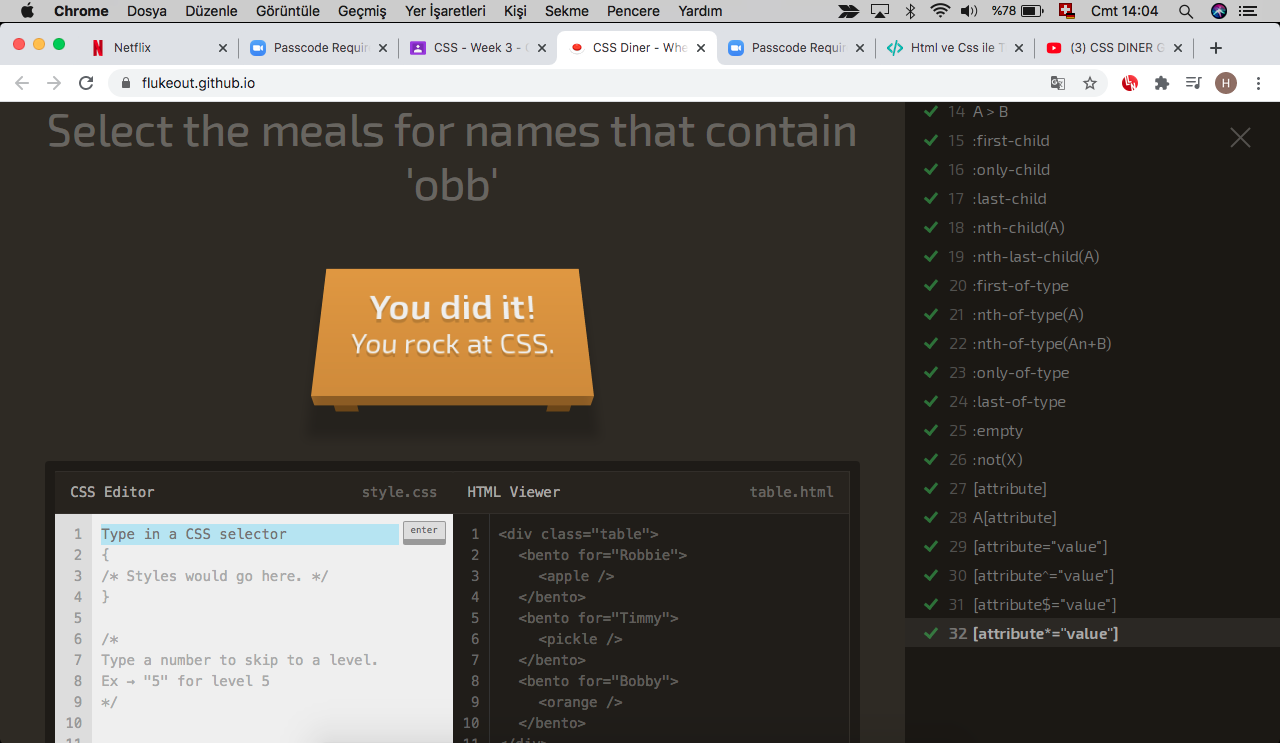 Chrome Dosya Düzenle Görüntüle Geçmiş Yer İşaretleri Kişi Sekme Pencere Yardım %78 Cmt 14:04
Netflix
Passcode Requir
CSS - Week 3 -
CSS Diner - Whe
Passcode Requir
Html ve Css ile T
(3) CSS DINER G
flukeout.github.io
H
Select the meals for names that contain
'obb'
You did it!
You rock at CSS.
CSS Editor style.css
1 Type in a CSS selector enter
2 {
3 /* Styles would go here. */
4 }
5
6 /*
7 Type a number to skip to a level.
8 Ex → "5" for level 5
9 */
10
11
HTML Viewer table.html
1 <div class="table">
2 <bento for="Robbie">
3 <apple />
4 </bento>
5 <bento for="Timmy">
6 <pickle />
7 </bento>
8 <bento for="Bobby">
9 <orange />
10 </bento>
11 </div>
14 A > B
15 :first-child
16 :only-child
17 :last-child
18 :nth-child(A)
19 :nth-last-child(A)
20 :first-of-type
21 :nth-of-type(A)
22 :nth-of-type(An+B)
23 :only-of-type
24 :last-of-type
25 :empty
26 :not(X)
27 [attribute]
28 A[attribute]
29 [attribute="value"]
30 [attribute^="value"]
31 [attribute$="value"]
32 [attribute*="value"]